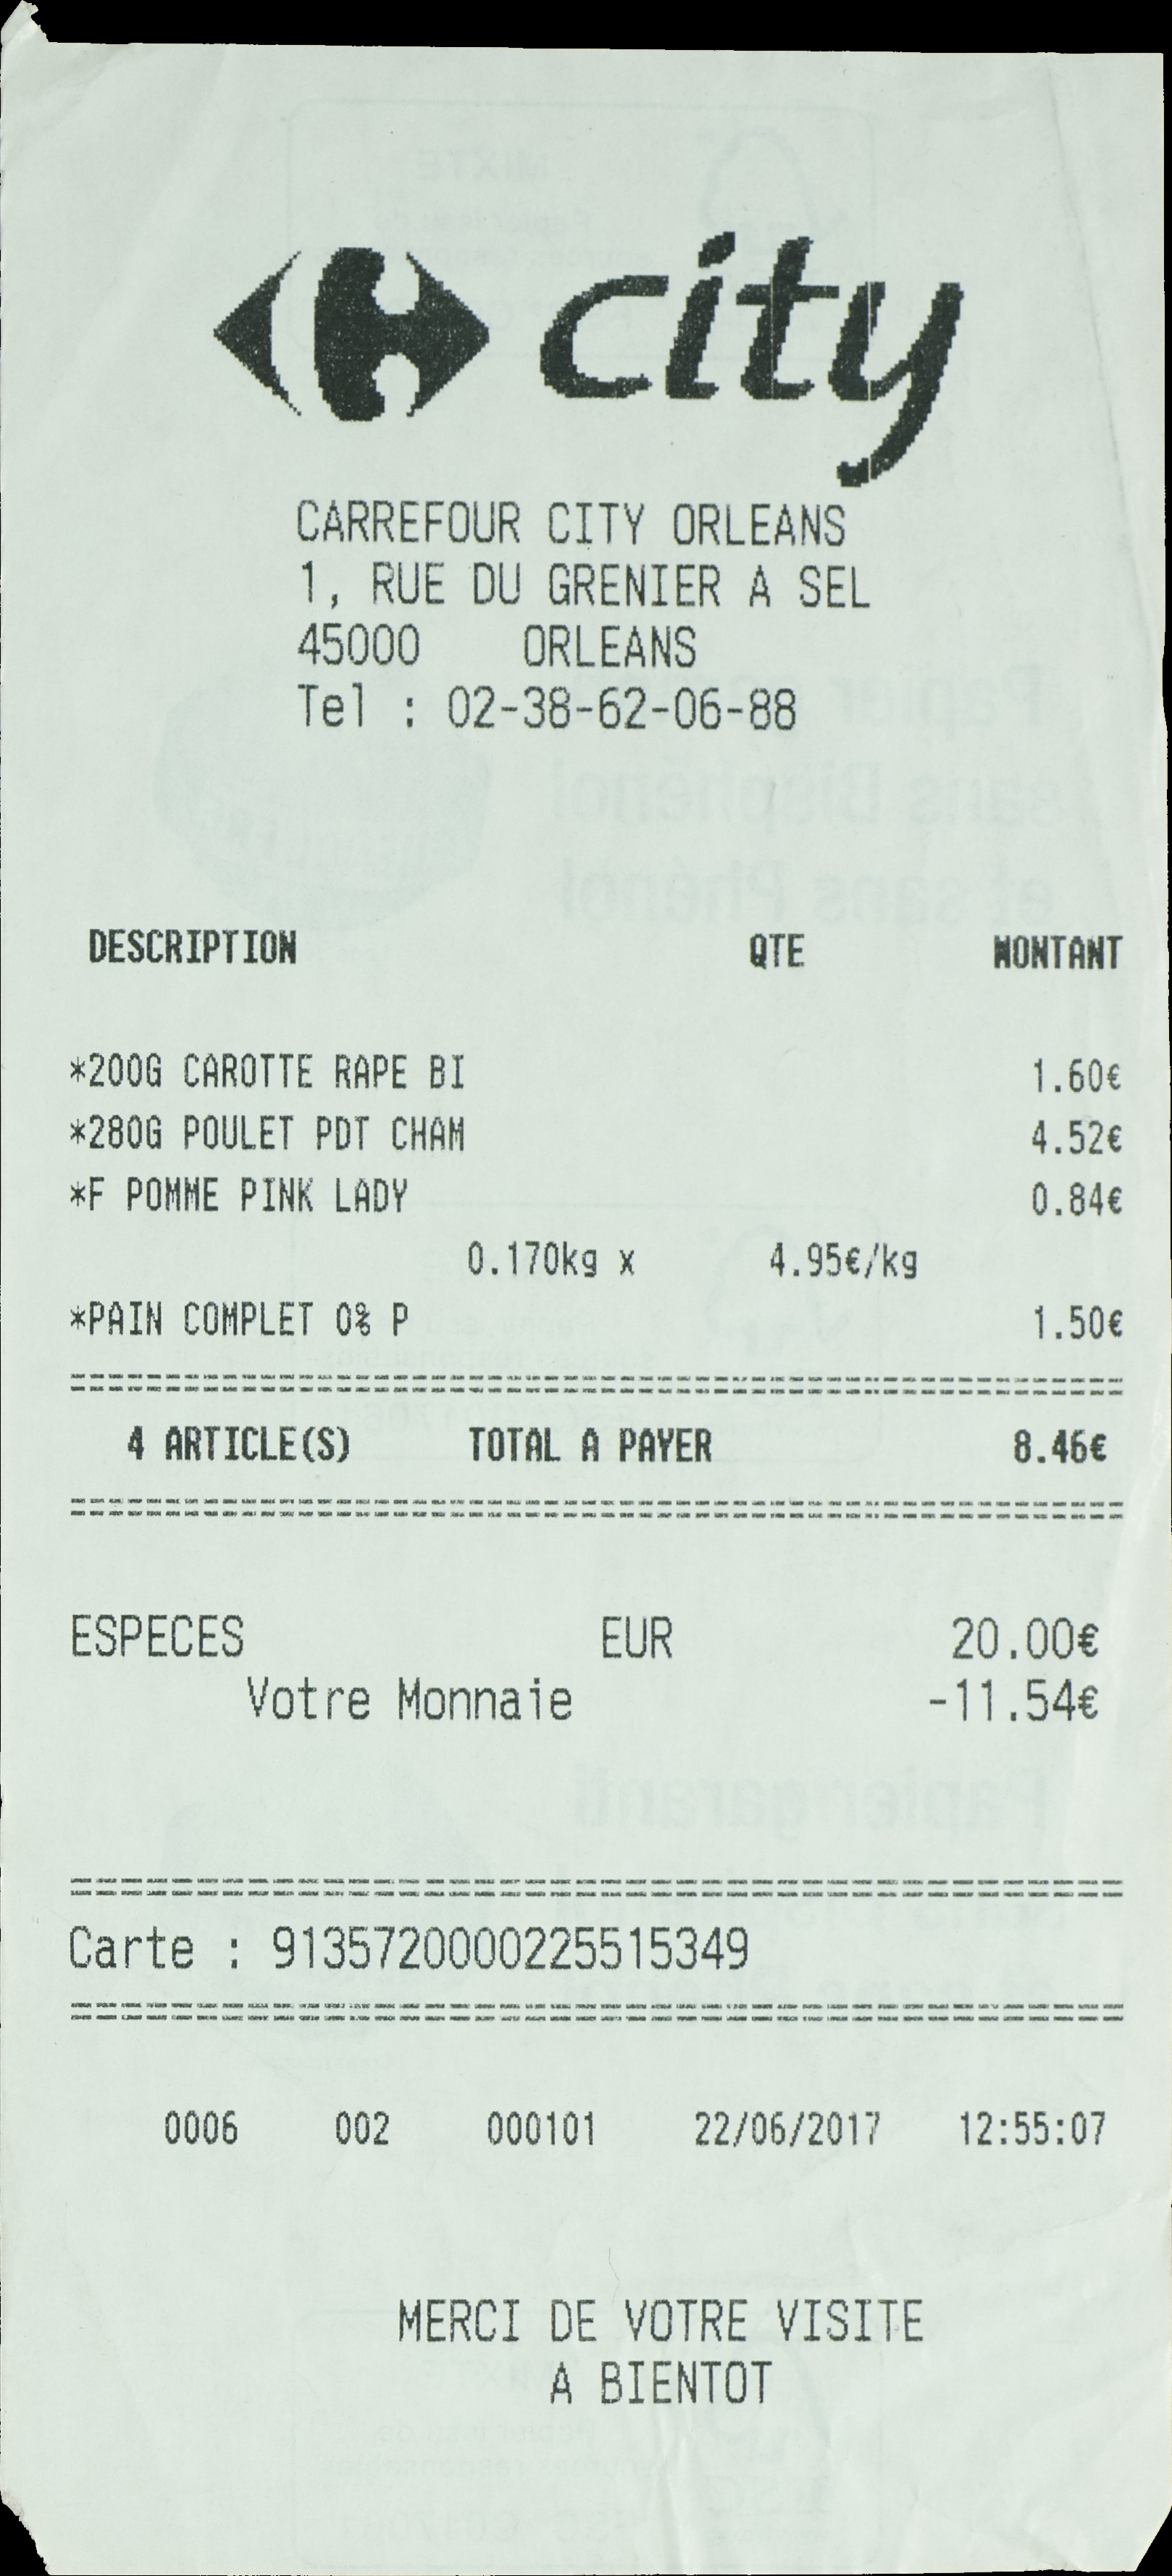 city
CARREFOUR CITY ORLEANS
1, RUE DU GRENIER A SEL
45000 ORLEANS
Tel : 02-38-62-06-88
DESCRIPTION QTE MONTANT
*200G CAROTTE RAPE BI 1.60€
*280G POULET PDT CHAM 4.52€
*F POMME PINK LADY 0.84€
0.170kg x 4.95€/kg
*PAIN COMPLET 0% P 1.50€
4 ARTICLE(S) TOTAL A PAYER 8.46€
ESPECES EUR 20.00€
Votre Monnaie -11.54€
Carte : 9135720000225515349
0006 002 000101 22/06/2017 12:55:07
MERCI DE VOTRE VISITE
A BIENTOT